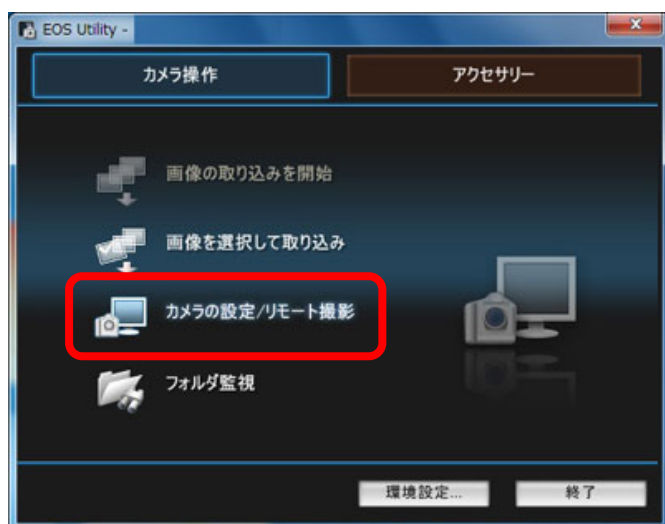 EOS Utility -
カメラ操作
アクセサリー
画像の取り込みを開始
画像を選択して取り込み
カメラの設定/リモート撮影
フォルダ監視
環境設定...
終了